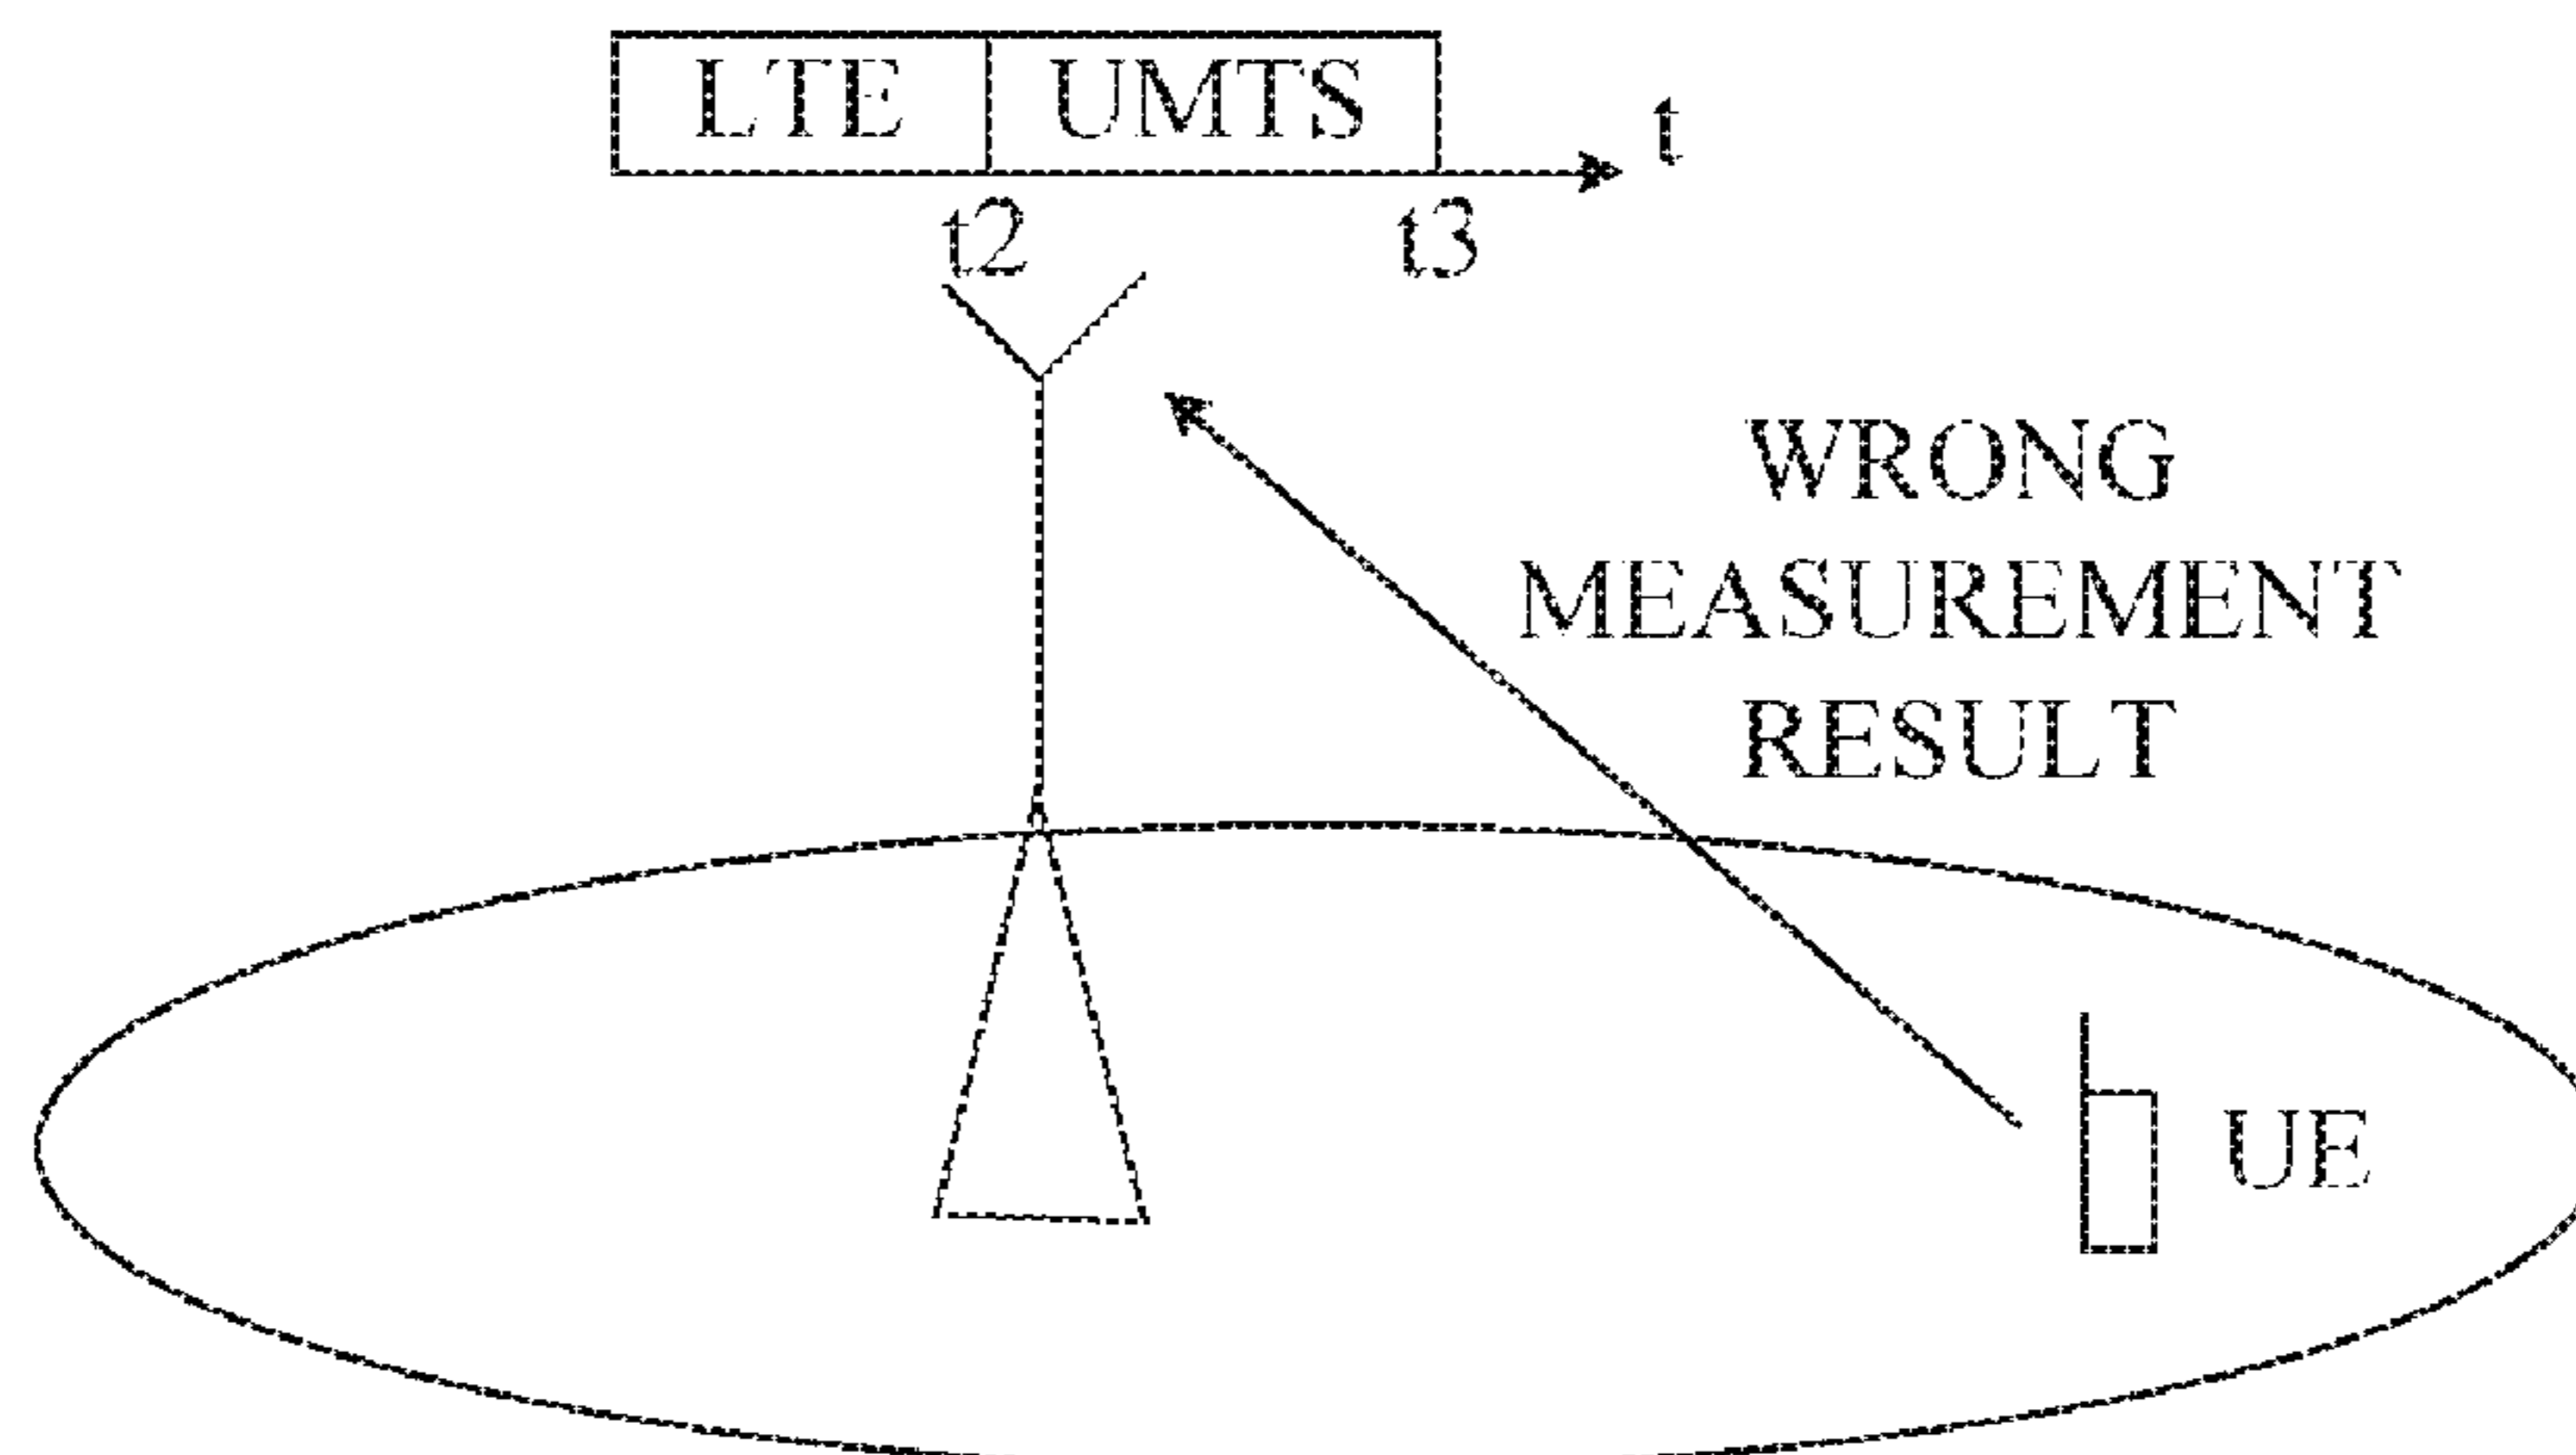 LTE UMTS
t
t2 t3
WRONG
MEASUREMENT
RESULT
UE